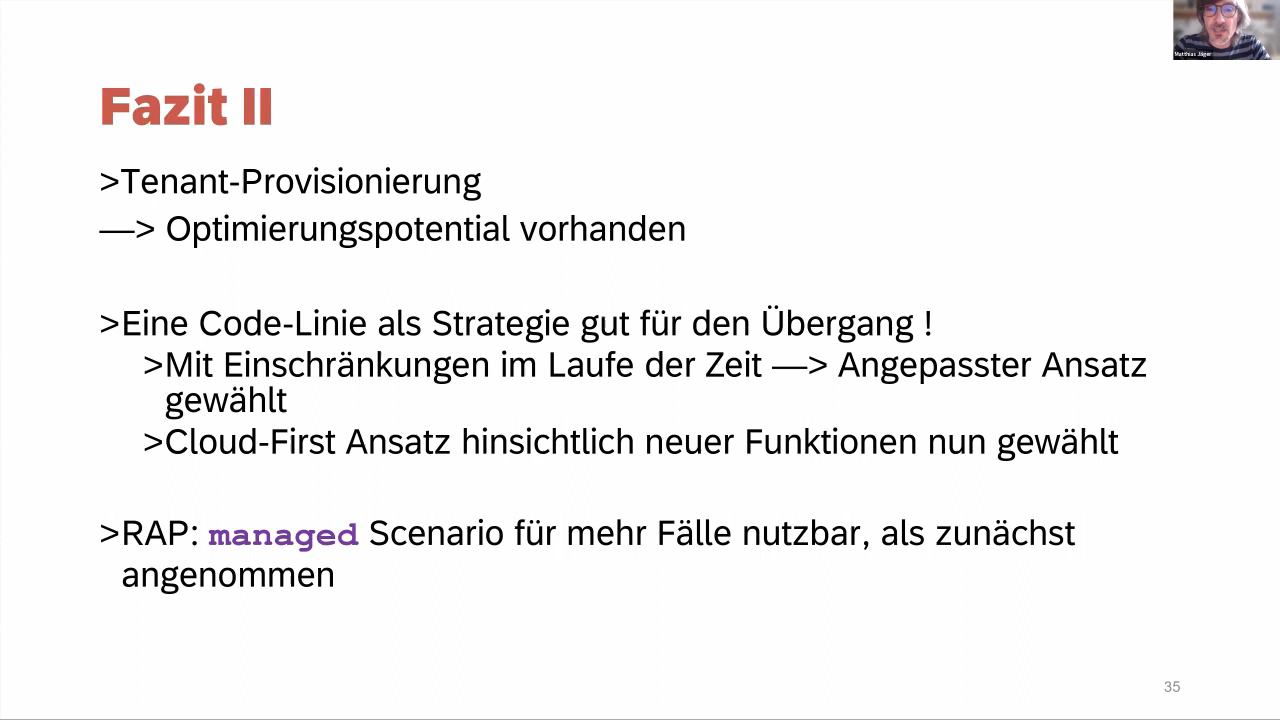 Matthias Jäger
Fazit II
>Tenant-Provisionierung
—> Optimierungspotential vorhanden
>Eine Code-Linie als Strategie gut für den Übergang !
>Mit Einschränkungen im Laufe der Zeit —> Angepasster Ansatz
gewählt
>Cloud-First Ansatz hinsichtlich neuer Funktionen nun gewählt
>RAP: managed Scenario für mehr Fälle nutzbar, als zunächst
angenommen
35